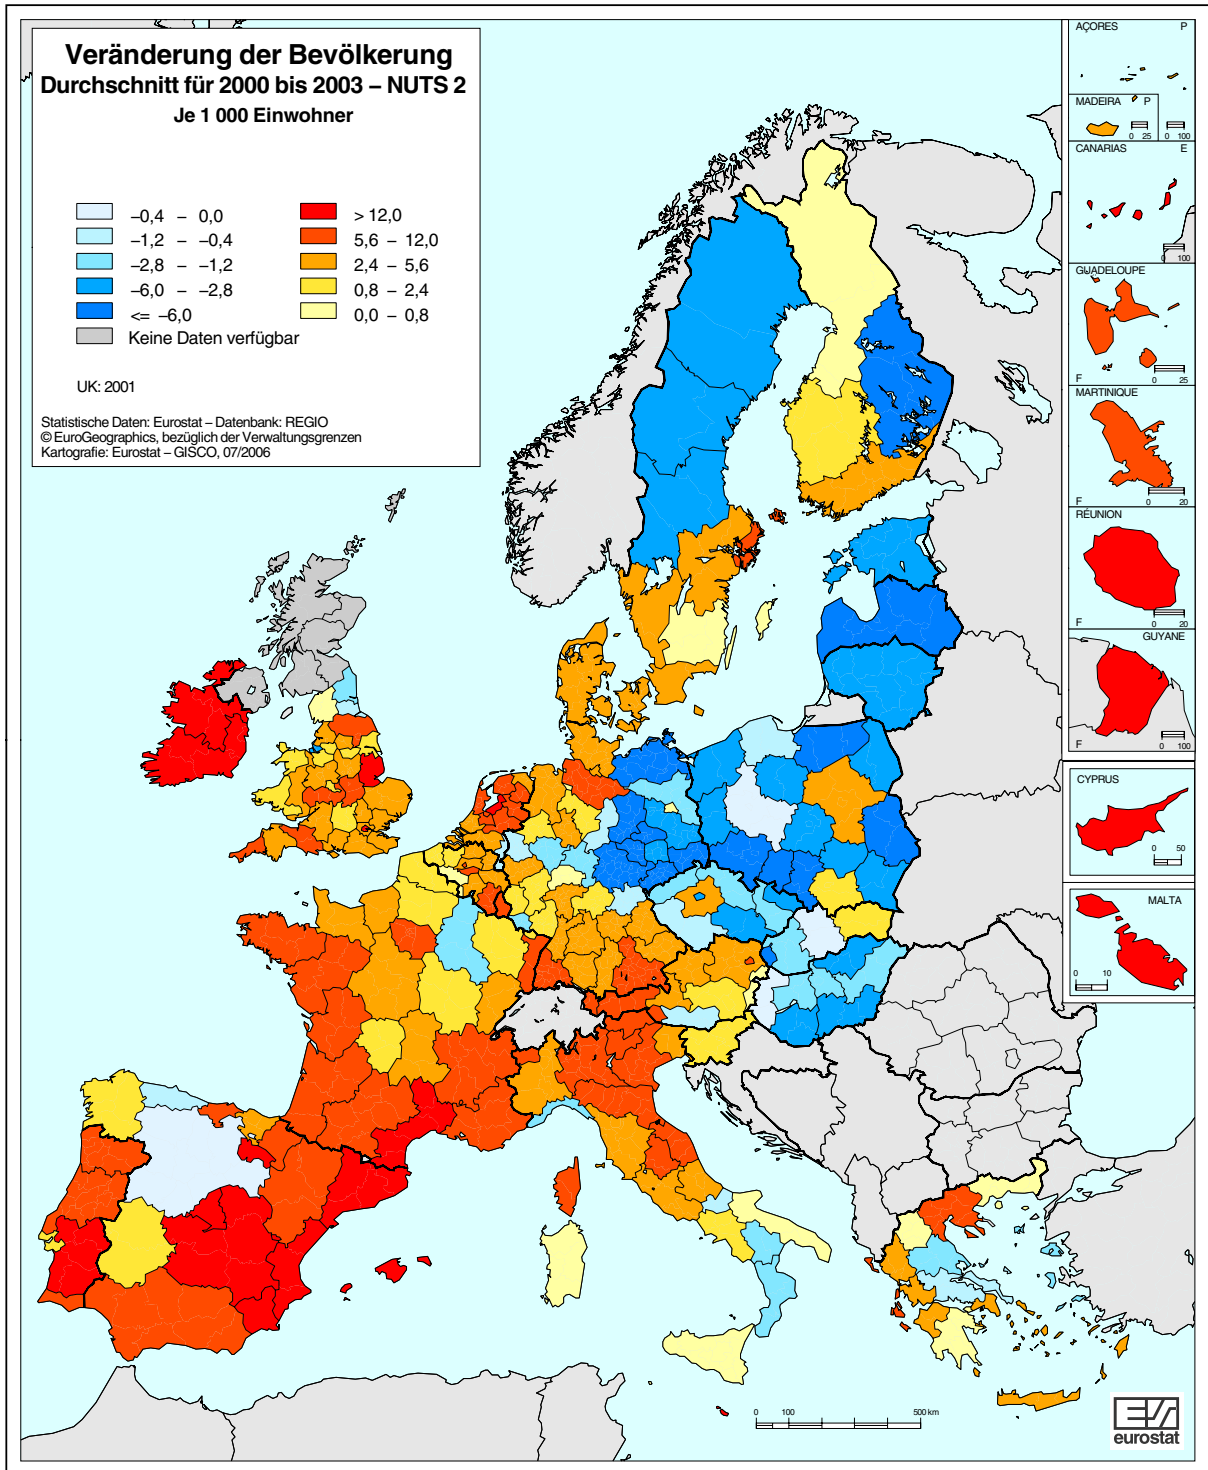 Veränderung der Bevölkerung
Durchschnitt für 2000 bis 2003 – NUTS 2
Je 1 000 Einwohner
−0,4 – 0,0
−1,2 – −0,4
−2,8 – −1,2
−6,0 – −2,8
<= −6,0
Keine Daten verfügbar
> 12,0
5,6 – 12,0
2,4 – 5,6
0,8 – 2,4
0,0 – 0,8
UK: 2001
Statistische Daten: Eurostat – Datenbank: REGIO
© EuroGeographics, bezüglich der Verwaltungsgrenzen
Kartografie: Eurostat – GISCO, 07/2006
AÇORES P
MADEIRA P
0 25
0 100
CANARIAS E
0 100
GUADELOUPE
F
0 25
MARTINIQUE
F
0 20
RÉUNION
F
0 20
GUYANE
F
0 100
CYPRUS
0 50
MALTA
0 10
0 100 500 km
eurostat